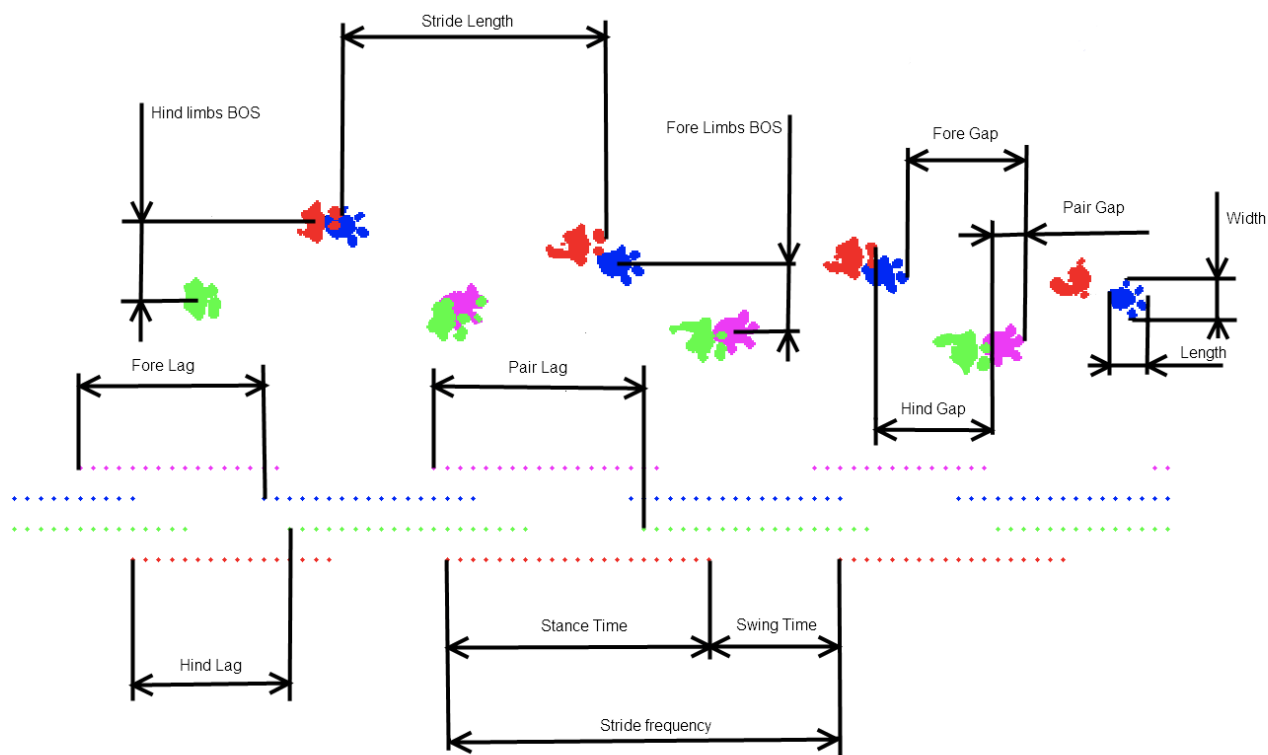 Stride Length
Hind limbs BOS
Fore Limbs BOS
Fore Gap
Pair Gap
Width
Fore Lag
Pair Lag
Length
Hind Gap
Stance Time
Swing Time
Hind Lag
Stride frequency